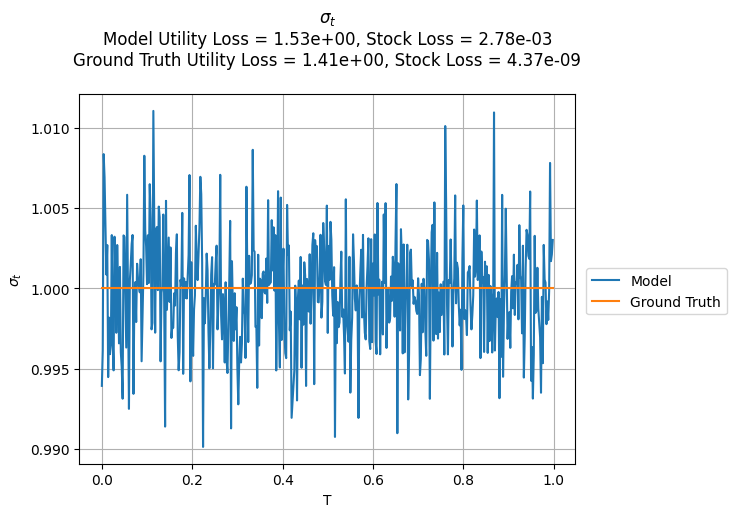 σₜ
Model Utility Loss = 1.53e+00, Stock Loss = 2.78e-03
Ground Truth Utility Loss = 1.41e+00, Stock Loss = 4.37e-09
1.010
1.005
1.000
0.995
0.990
σₜ
0.0 0.2 0.4 0.6 0.8 1.0
T
Model
Ground Truth